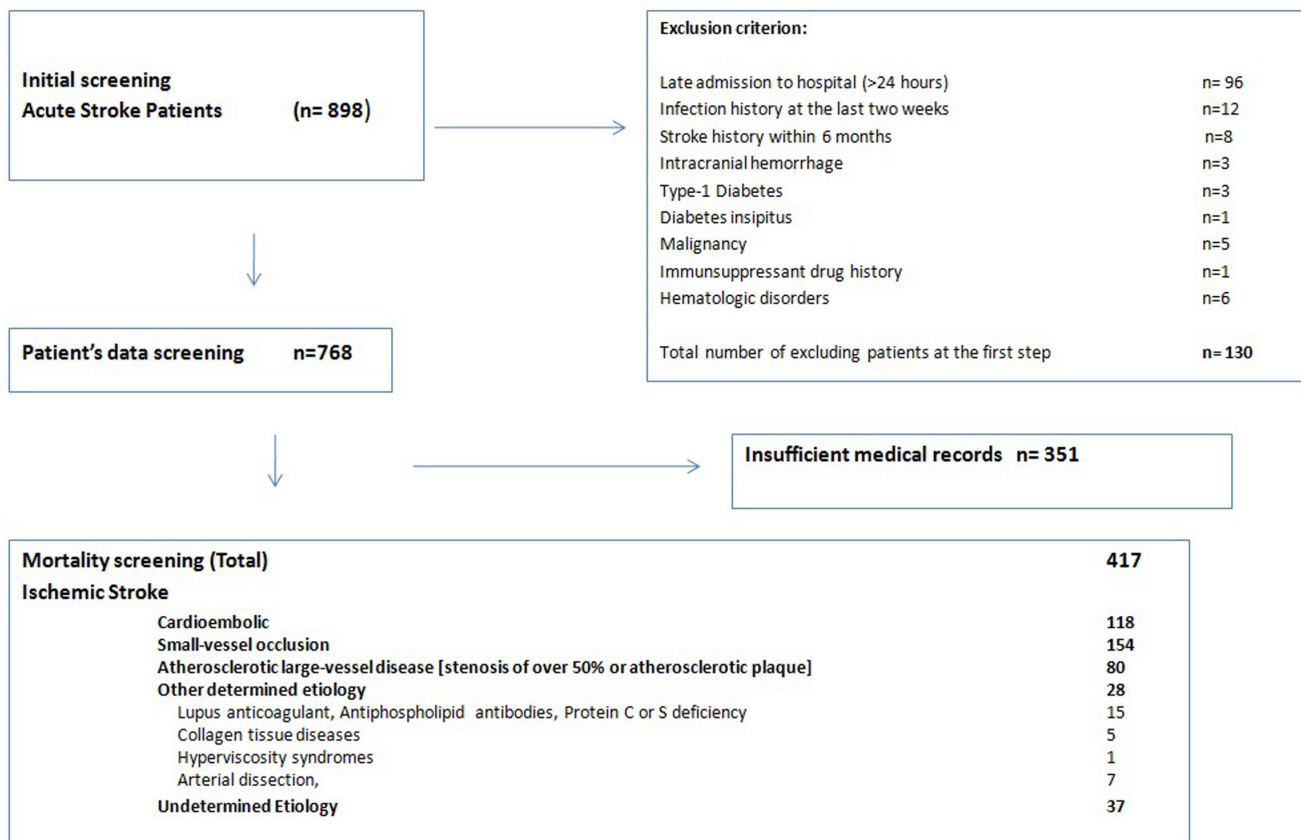 Initial screening
Acute Stroke Patients (n= 898)
Exclusion criterion:
Late admission to hospital (>24 hours) n= 96
Infection history at the last two weeks n=12
Stroke history within 6 months n=8
Intracranial hemorrhage n=3
Type-1 Diabetes n=3
Diabetes insipitus n=1
Malignancy n=5
Immunsuppressant drug history n=1
Hematologic disorders n=6
Total number of excluding patients at the first step n= 130
Patient's data screening n=768
Insufficient medical records n= 351
Mortality screening (Total) 417
Ischemic Stroke
Cardioembolic 118
Small-vessel occlusion 154
Atherosclerotic large-vessel disease [stenosis of over 50% or atherosclerotic plaque] 80
Other determined etiology 28
Lupus anticoagulant, Antiphospholipid antibodies, Protein C or S deficiency 15
Collagen tissue diseases 5
Hyperviscosity syndromes 1
Arterial dissection, 7
Undetermined Etiology 37